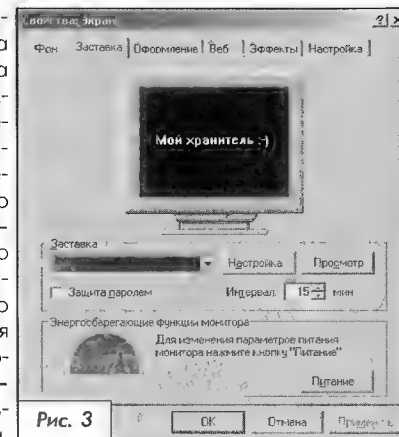 Свойства: Экран ? ×
Фон Заставка Оформление Веб Эффекты Настройка
Мой хранитель :-)
Заставка
Настройка Просмотр
Защита паролем Интервал: 15 мин
Энергосберегающие функции монитора
Для изменения параметров питания
монитора нажмите кнопку "Питание"
Питание
Рис. 3
OK Отмена